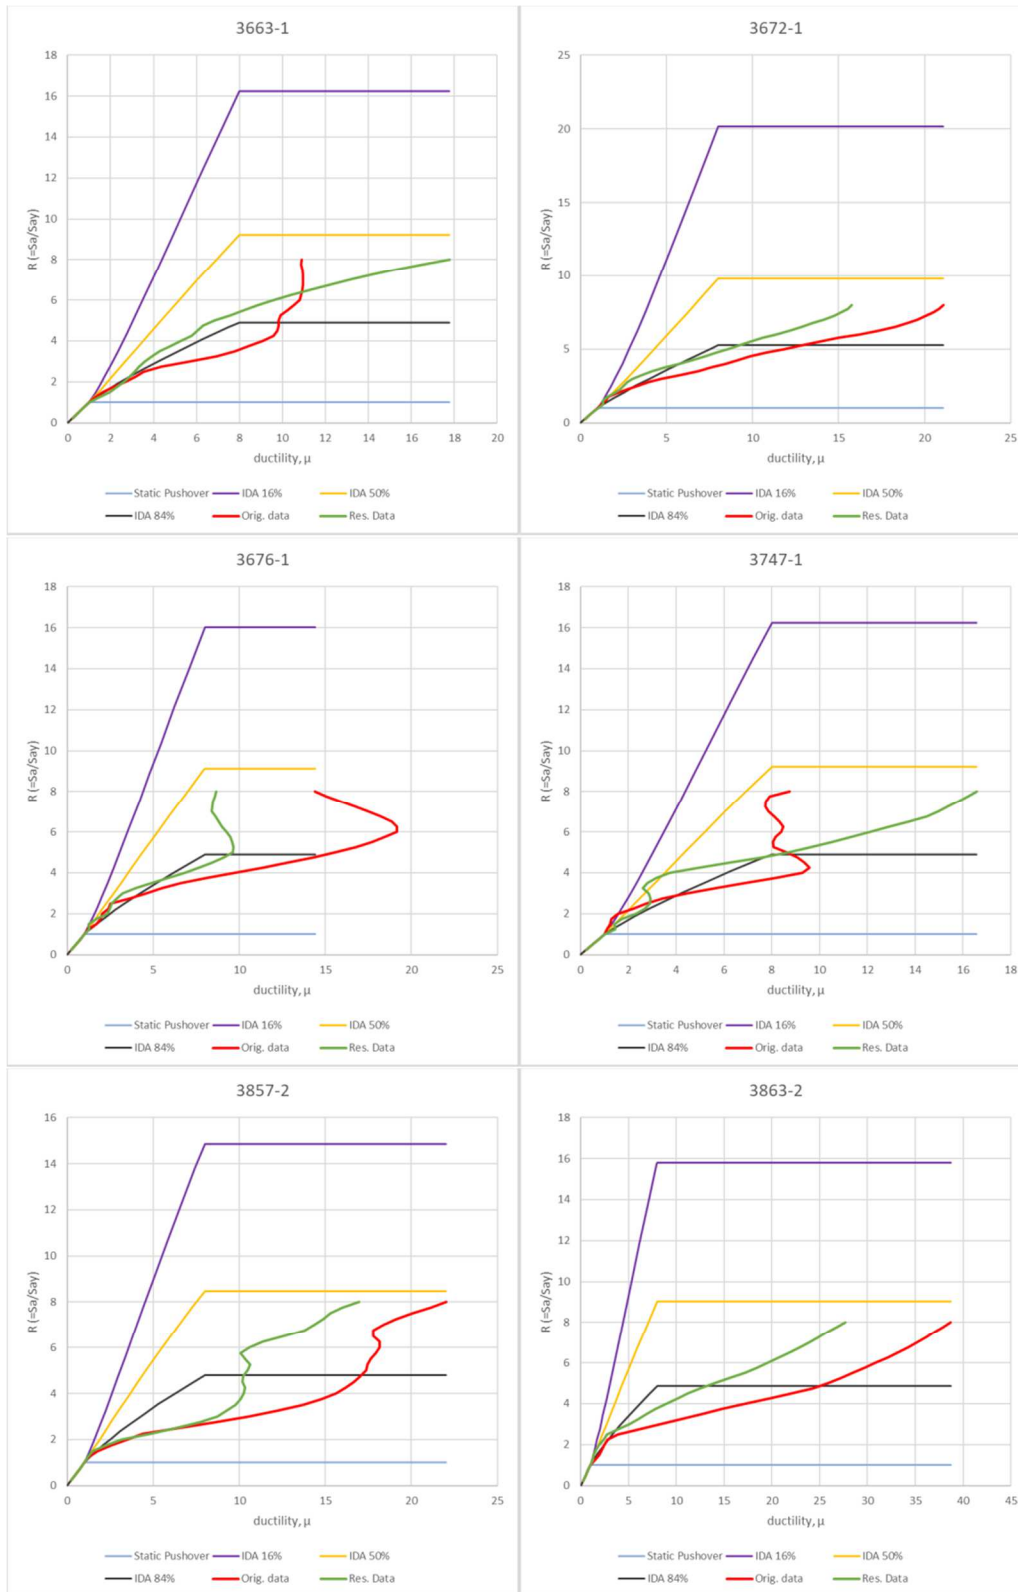 3663-1
18
16
14
12
10
8
6
4
2
0
R (=Sa/Say)
0 2 4 6 8 10 12 14 16 18 20
ductility, μ
Static Pushover IDA 16% IDA 50%
IDA 84% Orig. data Res. Data
3672-1
25
20
15
10
5
0
R (=Sa/Say)
0 5 10 15 20 25
ductility, μ
Static Pushover IDA 16% IDA 50%
IDA 84% Orig. data Res. Data
3676-1
18
16
14
12
10
8
6
4
2
0
R (=Sa/Say)
0 5 10 15 20 25
ductility, μ
Static Pushover IDA 16% IDA 50%
IDA 84% Orig. data Res. Data
3747-1
18
16
14
12
10
8
6
4
2
0
R (=Sa/Say)
0 2 4 6 8 10 12 14 16 18
ductility, μ
Static Pushover IDA 16% IDA 50%
IDA 84% Orig. data Res. Data
3857-2
16
14
12
10
8
6
4
2
0
R (=Sa/Say)
0 5 10 15 20 25
ductility, μ
Static Pushover IDA 16% IDA 50%
IDA 84% Orig. data Res. Data
3863-2
18
16
14
12
10
8
6
4
2
0
R (=Sa/Say)
0 5 10 15 20 25 30 35 40 45
ductility, μ
Static Pushover IDA 16% IDA 50%
IDA 84% Orig. data Res. Data